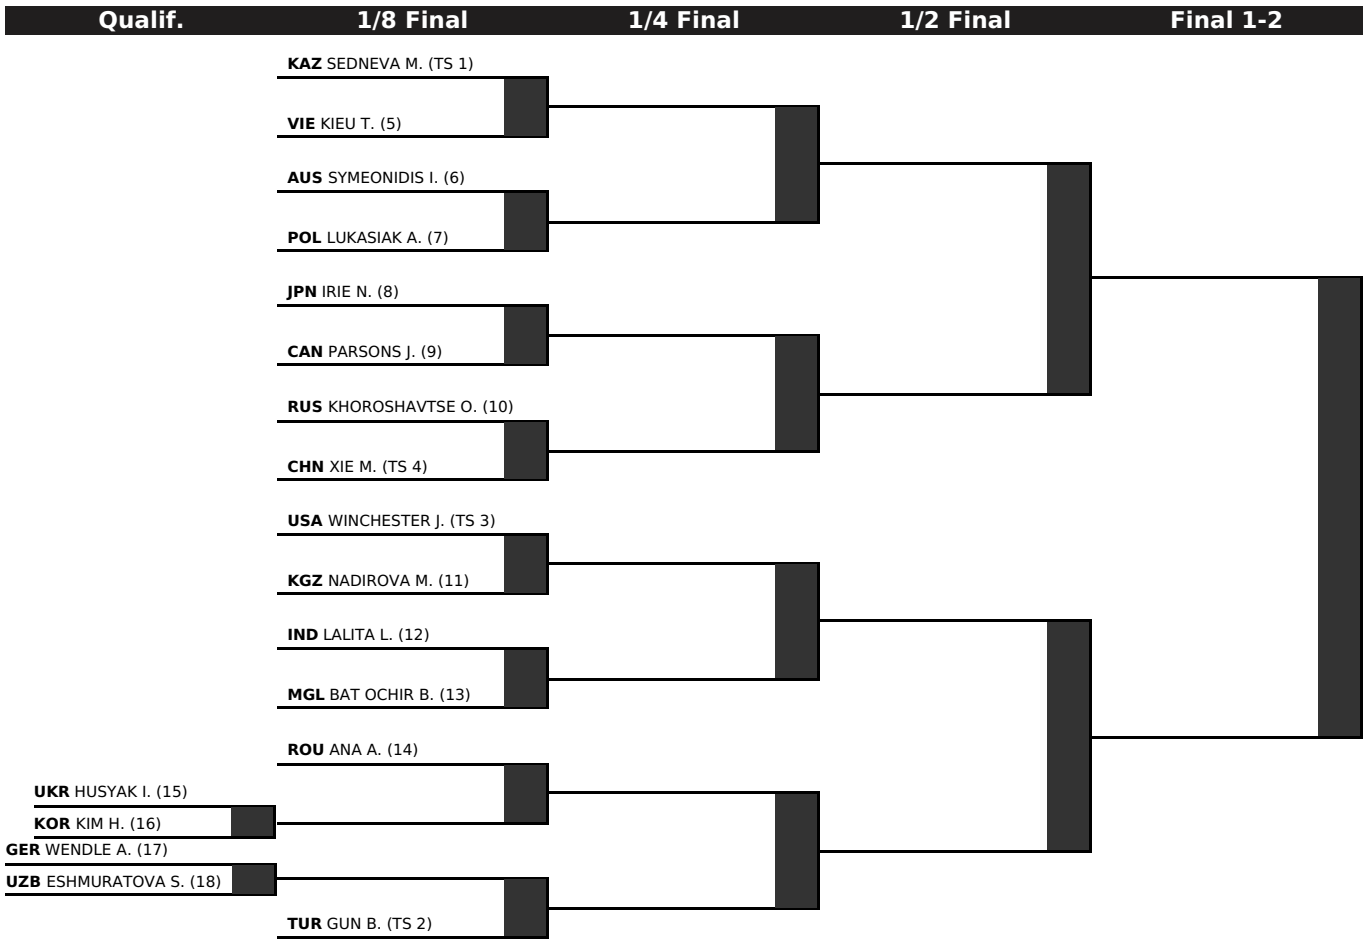 Qualif. 1/8 Final 1/4 Final 1/2 Final Final 1-2
KAZ SEDNEVA M. (TS 1)
VIE KIEU T. (5)
AUS SYMEONIDIS I. (6)
POL LUKASIAK A. (7)
JPN IRIE N. (8)
CAN PARSONS J. (9)
RUS KHOROSHAVTSE O. (10)
CHN XIE M. (TS 4)
USA WINCHESTER J. (TS 3)
KGZ NADIROVA M. (11)
IND LALITA L. (12)
MGL BAT OCHIR B. (13)
ROU ANA A. (14)
UKR HUSYAK I. (15)
KOR KIM H. (16)
GER WENDLE A. (17)
UZB ESHMURATOVA S. (18)
TUR GUN B. (TS 2)